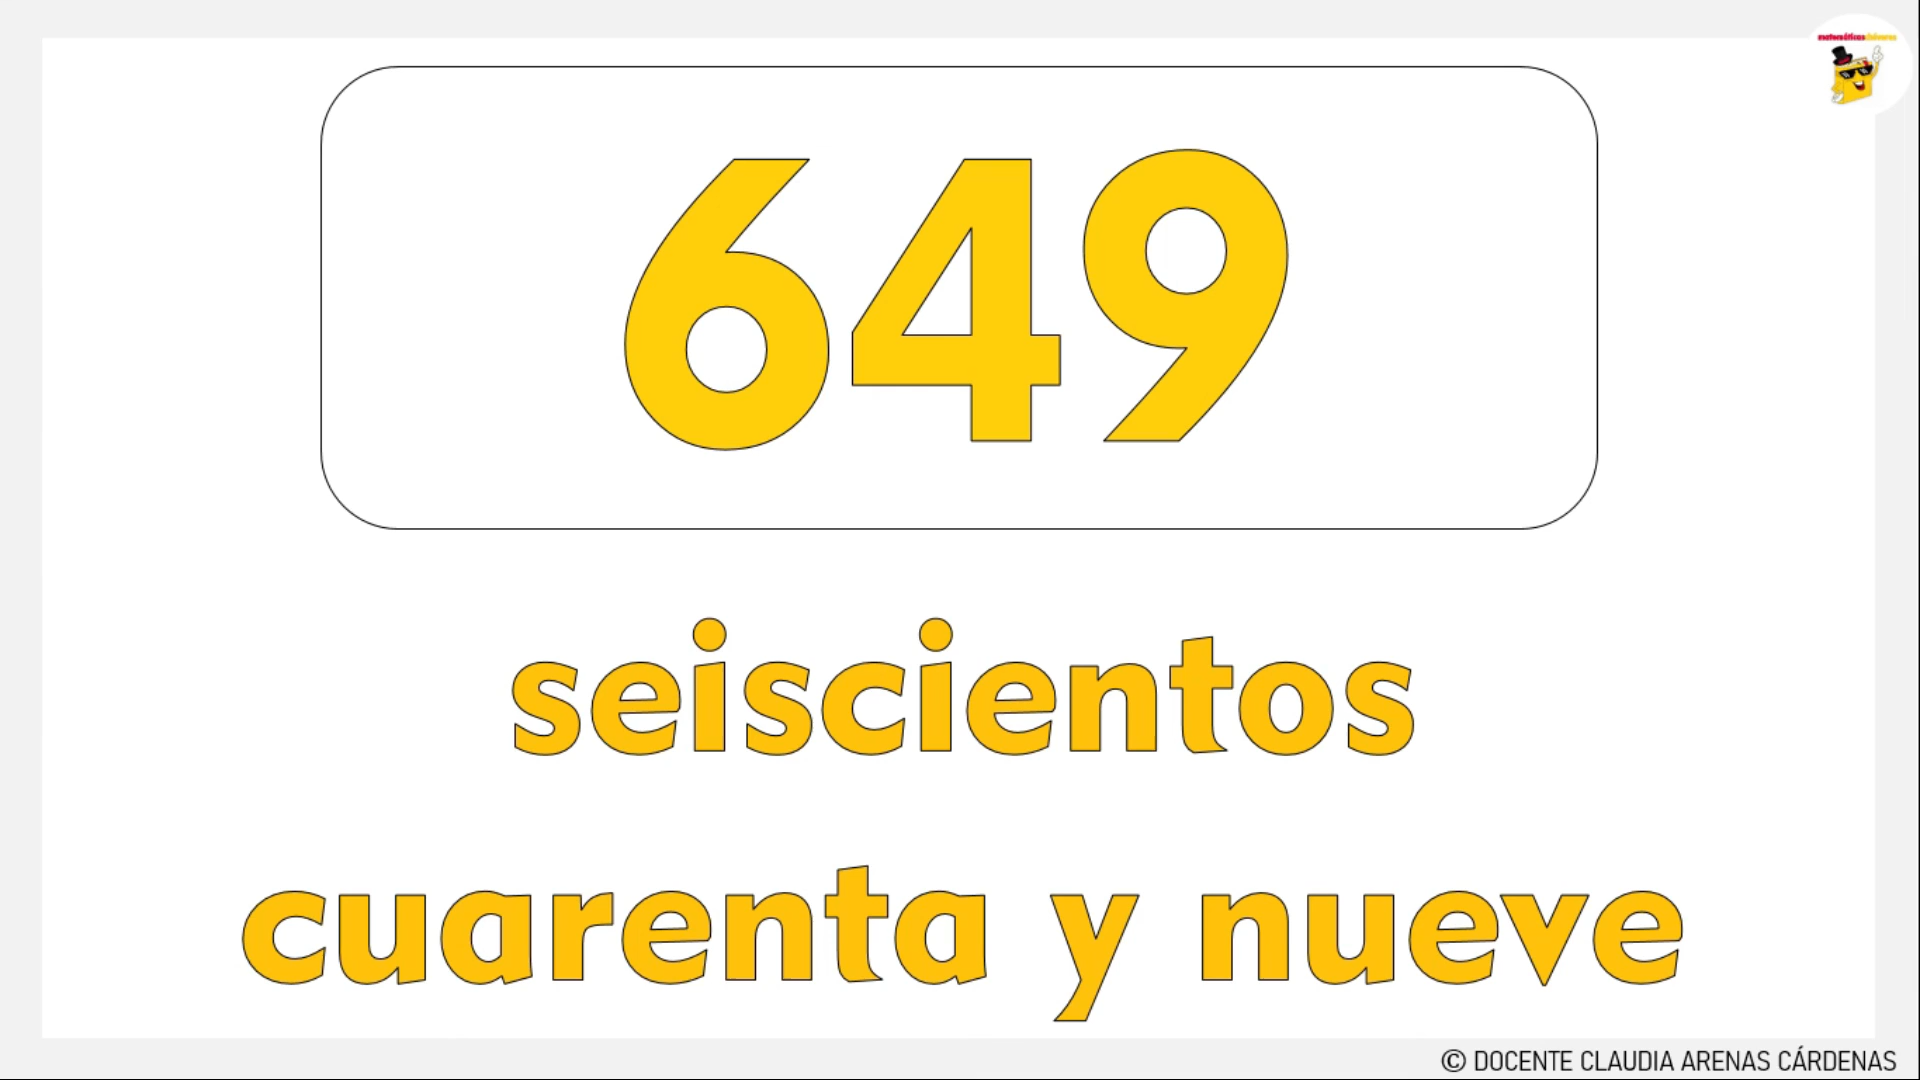 649
seiscientos
cuarenta y nueve
© DOCENTE CLAUDIA ARENAS CÁRDENAS